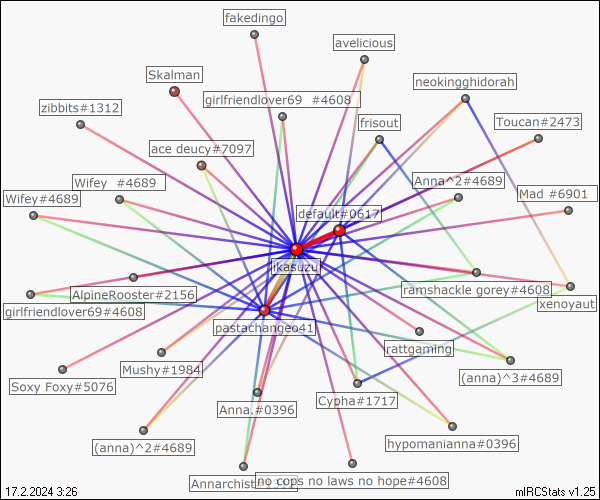 fakedingo
avelicious
Skalman
neokingghidorah
girlfriendlover69 #4608
zibbits#1312
frisout
Toucan#2473
ace deucy#7097
Wifey #4689
Anna^2#4689
Wifey#4689
Mad #6901
default#0617
ikasuzu
AlpineRooster#2156
ramshackle gorey#4608
xenoyaut
girlfriendlover69#4608
pastachangeo41
rattgaming
Mushy#1984
(anna)^3#4689
Soxy Foxy#5076
Anna.#0396
Cypha#1717
(anna)^2#4689
hypomanianna#0396
no cops no laws no hope#4608
17.2.2024 3:26
mIRCStats v1.25